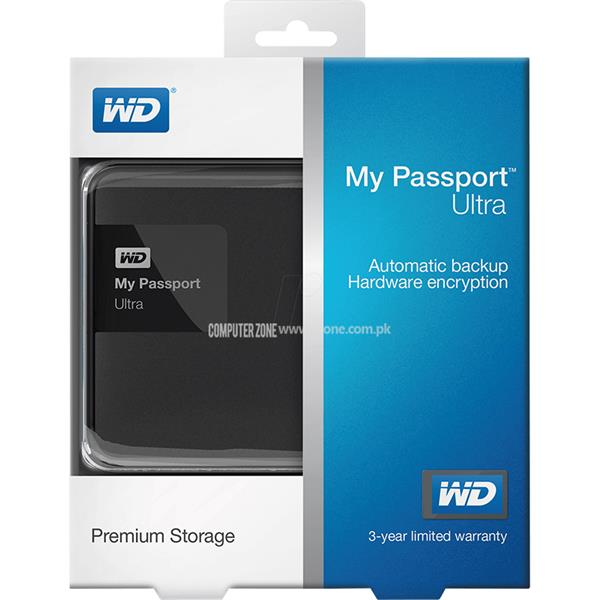 WD®
My Passport™
Ultra
Automatic backup
Hardware encryption
WD
My Passport
Ultra
COMPUTER ZONE
WD
Premium Storage
3-year limited warranty